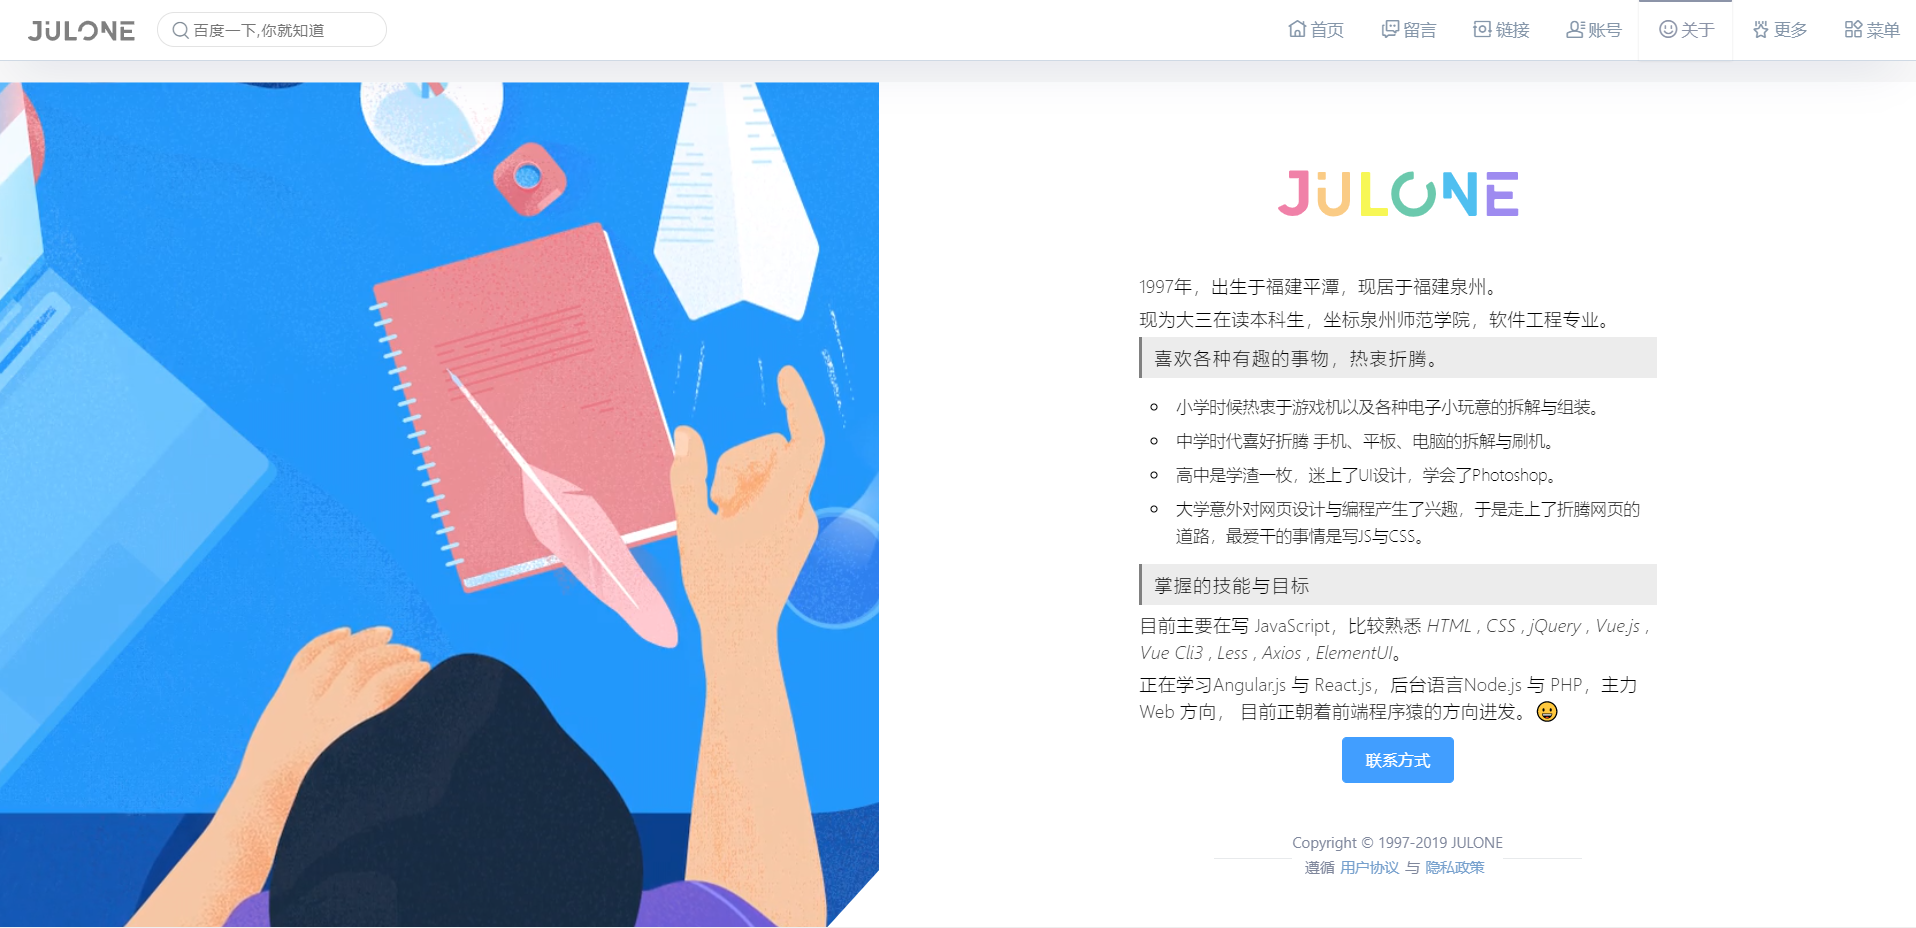 JULONE
百度一下,你就知道
首页
留言
链接
账号
关于
更多
菜单
JULONE
1997年，出生于福建平潭，现居于福建泉州。
现为大三在读本科生，坐标泉州师范学院，软件工程专业。
喜欢各种有趣的事物，热衷折腾。
小学时候热衷于游戏机以及各种电子小玩意的拆解与组装。
中学时代喜好折腾 手机、平板、电脑的拆解与刷机。
高中是学渣一枚，迷上了UI设计，学会了Photoshop。
大学意外对网页设计与编程产生了兴趣，于是走上了折腾网页的
道路，最爱干的事情是写JS与CSS。
掌握的技能与目标
目前主要在写 JavaScript，比较熟悉 HTML , CSS , jQuery , Vue.js ,
Vue Cli3 , Less , Axios , ElementUI。
正在学习Angular.js 与 React.js，后台语言Node.js 与 PHP，主力
Web 方向， 目前正朝着前端程序猿的方向进发。😀
联系方式
Copyright © 1997-2019 JULONE
遵循 用户协议 与 隐私政策